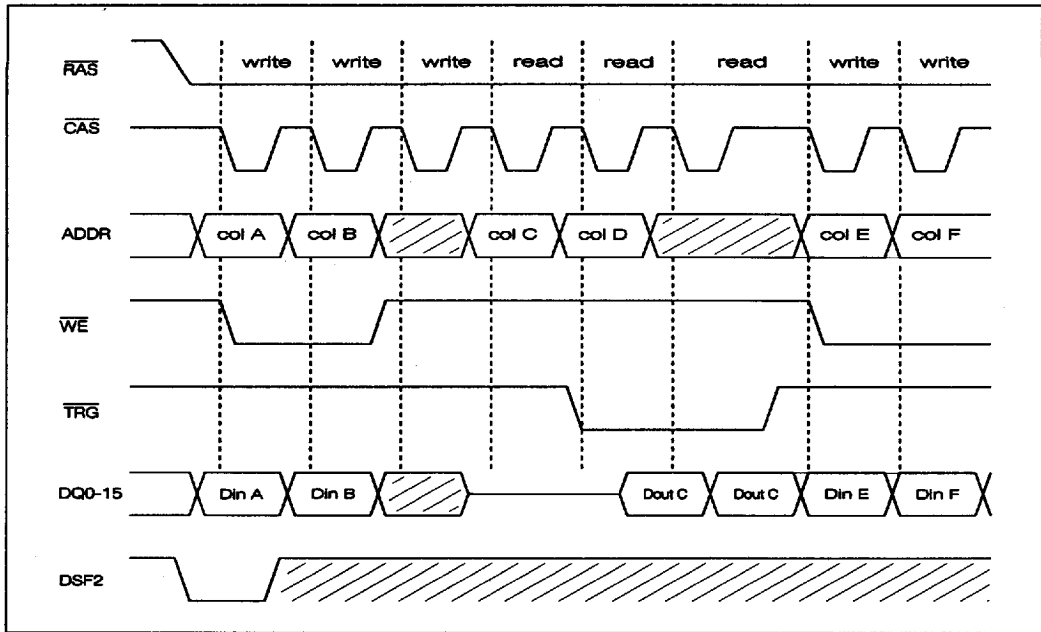 RAS write write write read read read write write
CAS
ADDR col A col B col C col D col E col F
WE
TRG
DQ0-15 Din A Din B Dout C Dout C Din E Din F
DSF2